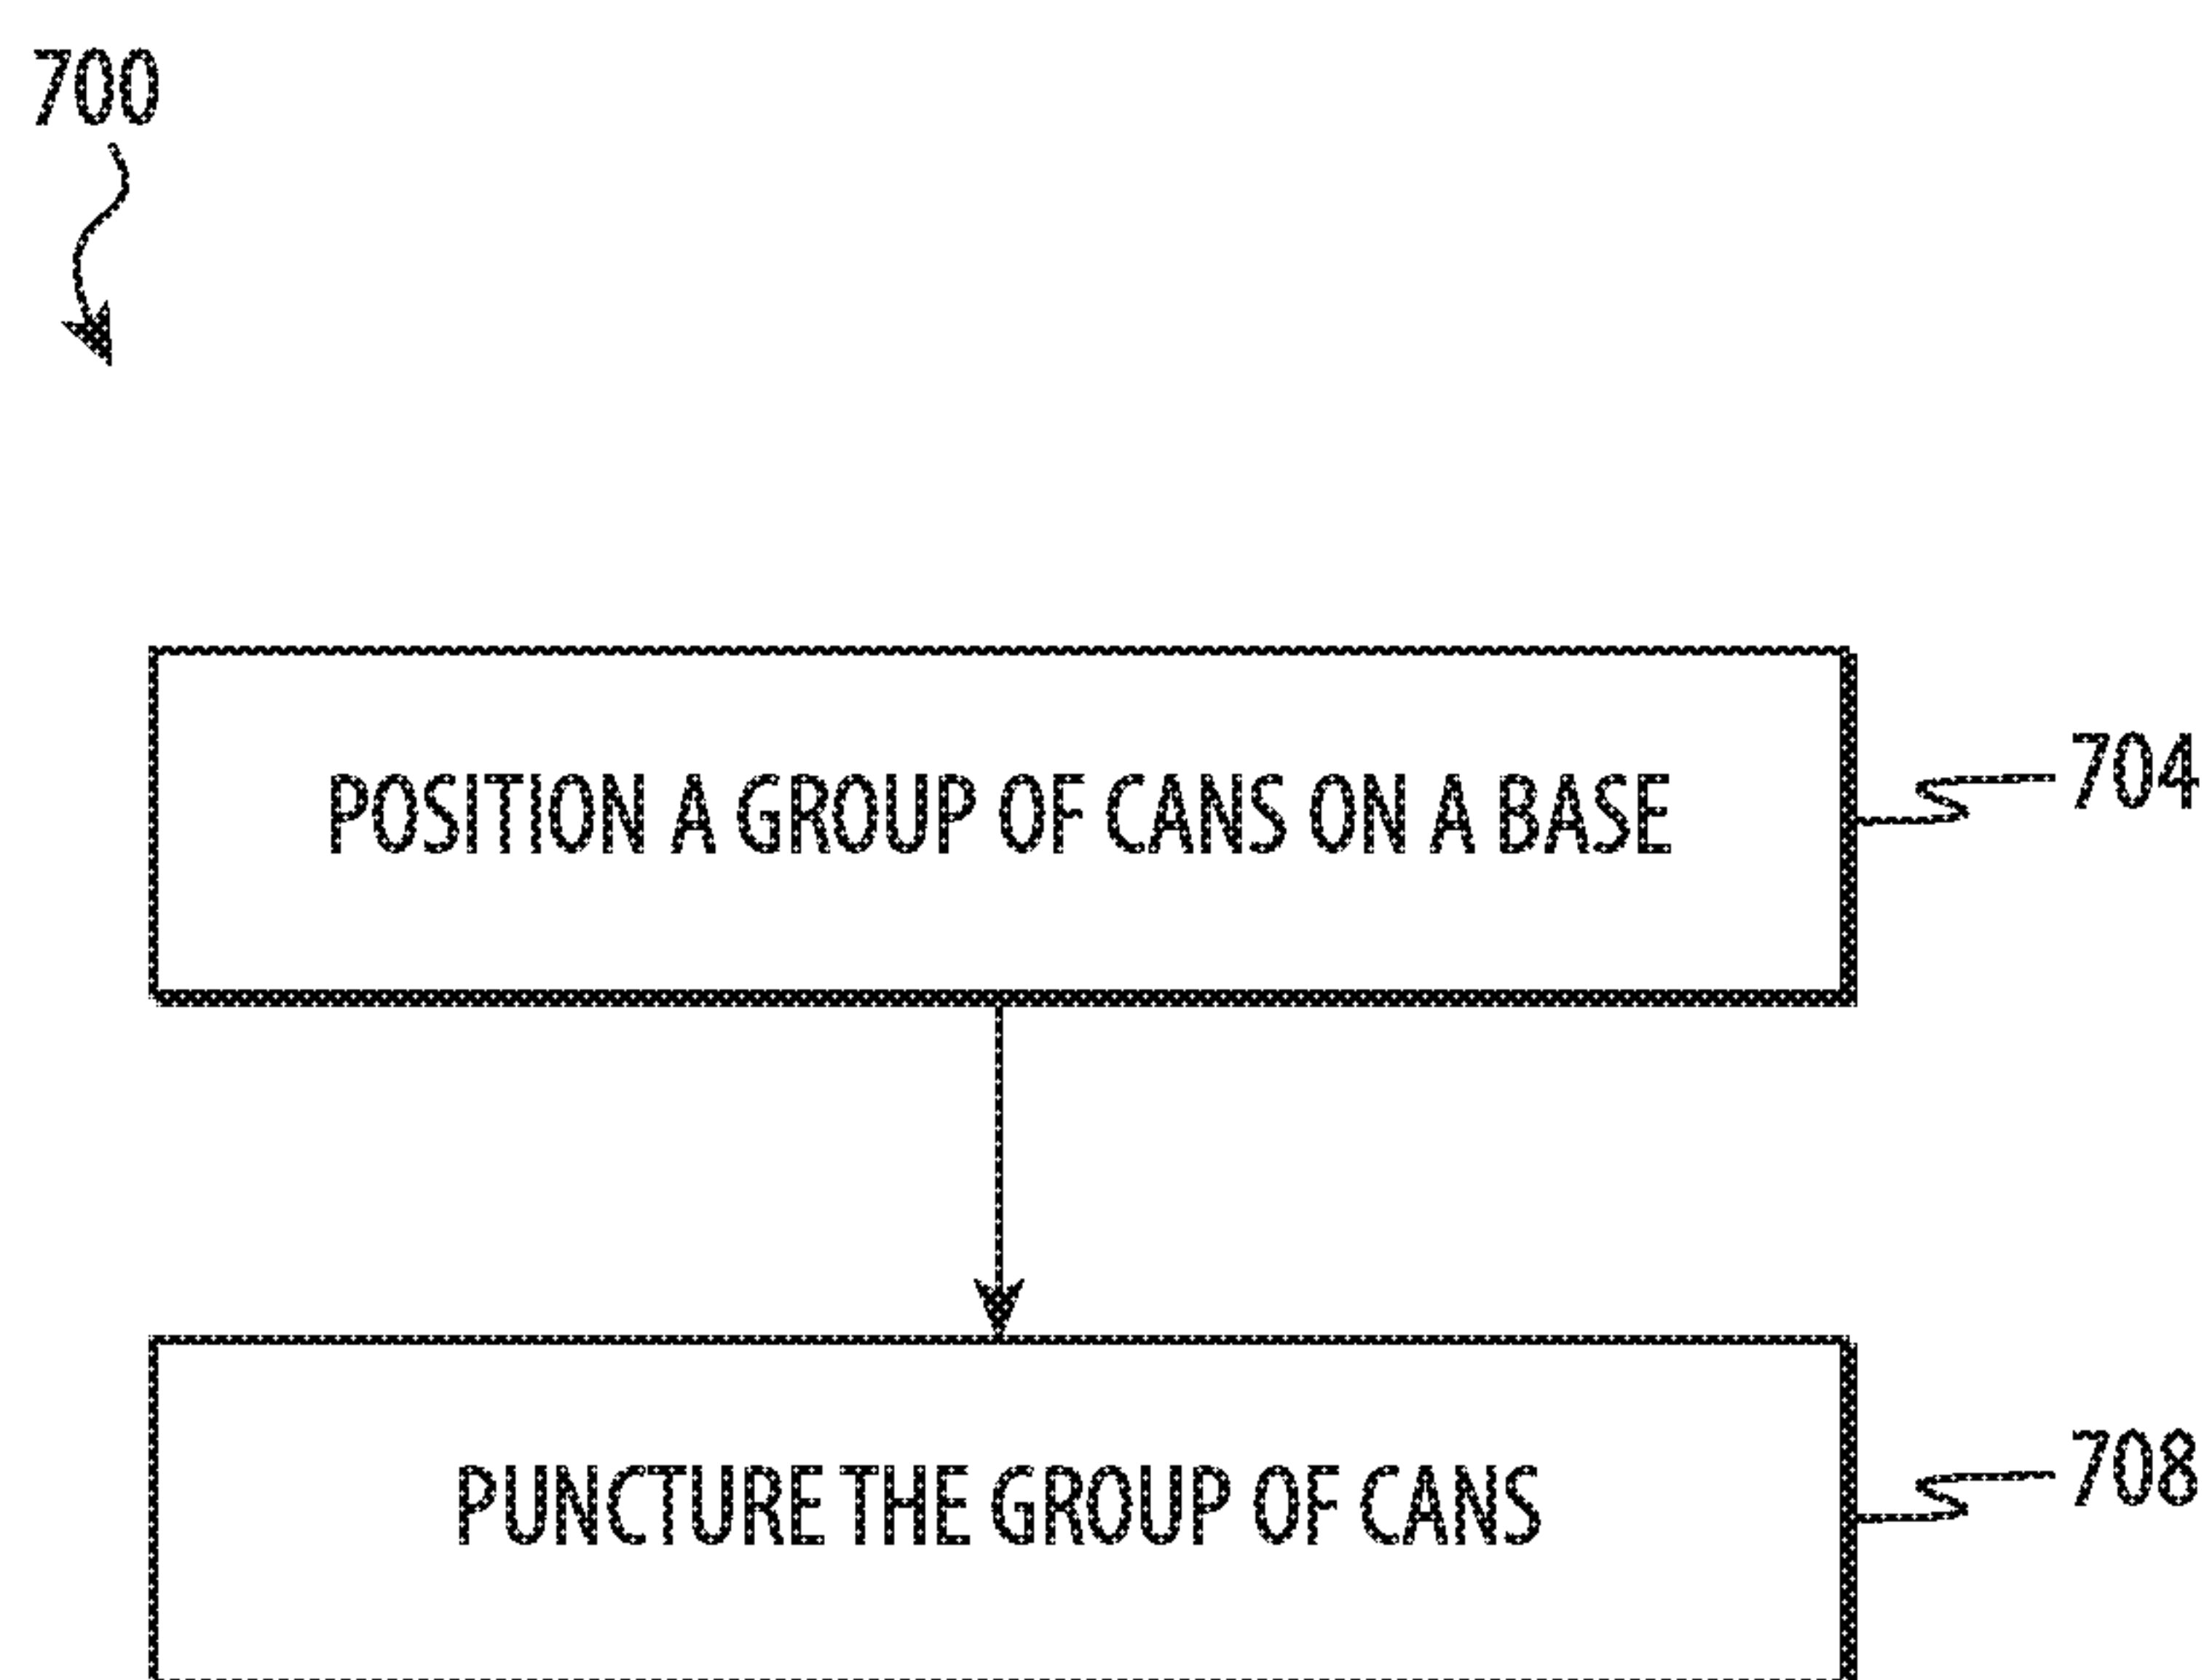 700
POSITION A GROUP OF CANS ON A BASE
704
PUNCTURE THE GROUP OF CANS
708